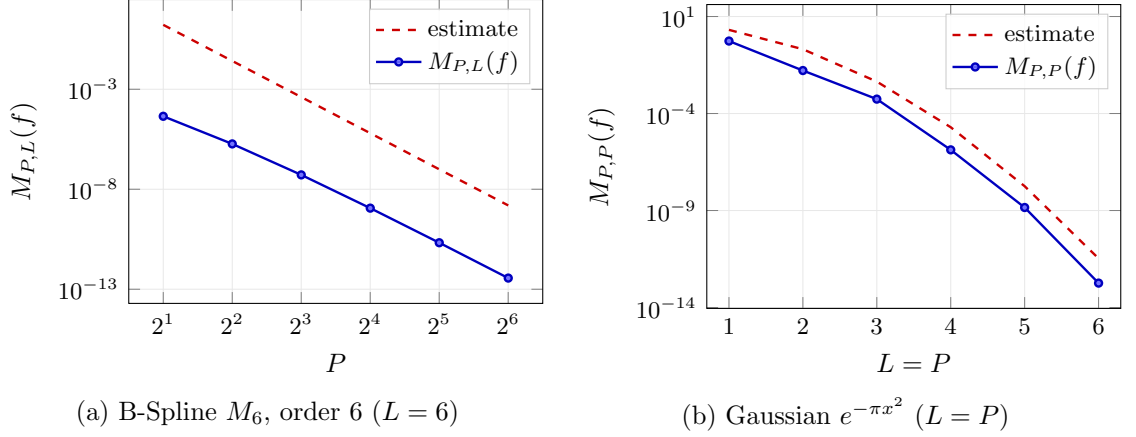 estimate
M_{P,L}(f)
10^{-3}
10^{-8}
10^{-13}
M_{P,L}(f)
2^1 2^2 2^3 2^4 2^5 2^6
P
(a) B-Spline M_6, order 6 (L = 6)
estimate
M_{P,P}(f)
10^1
10^{-4}
10^{-9}
10^{-14}
M_{P,P}(f)
1 2 3 4 5 6
L = P
(b) Gaussian e^{-πx^2} (L = P)